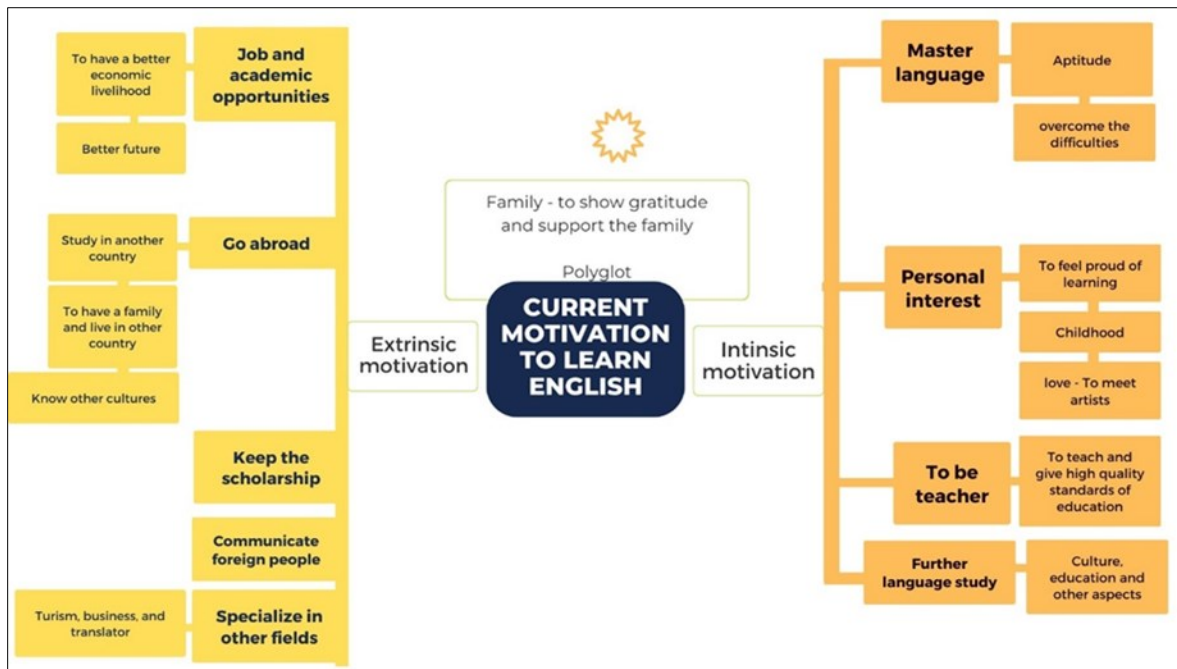 To have a better
economic
livelihood
Better future
Job and
academic
opportunities
Study in another
country
To have a family
and live in other
country
Know other cultures
Go abroad
Keep the
scholarship
Communicate
foreign people
Turism, business, and
translator
Specialize in
other fields
Extrinsic
motivation
Family - to show gratitude
and support the family
Polyglot
CURRENT
MOTIVATION
TO LEARN
ENGLISH
Intinsic
motivation
Master
language
Aptitude
overcome the
difficulties
Personal
interest
To feel proud of
learning
Childhood
love - To meet
artists
To be
teacher
To teach and
give high quality
standards of
education
Further
language study
Culture,
education and
other aspects